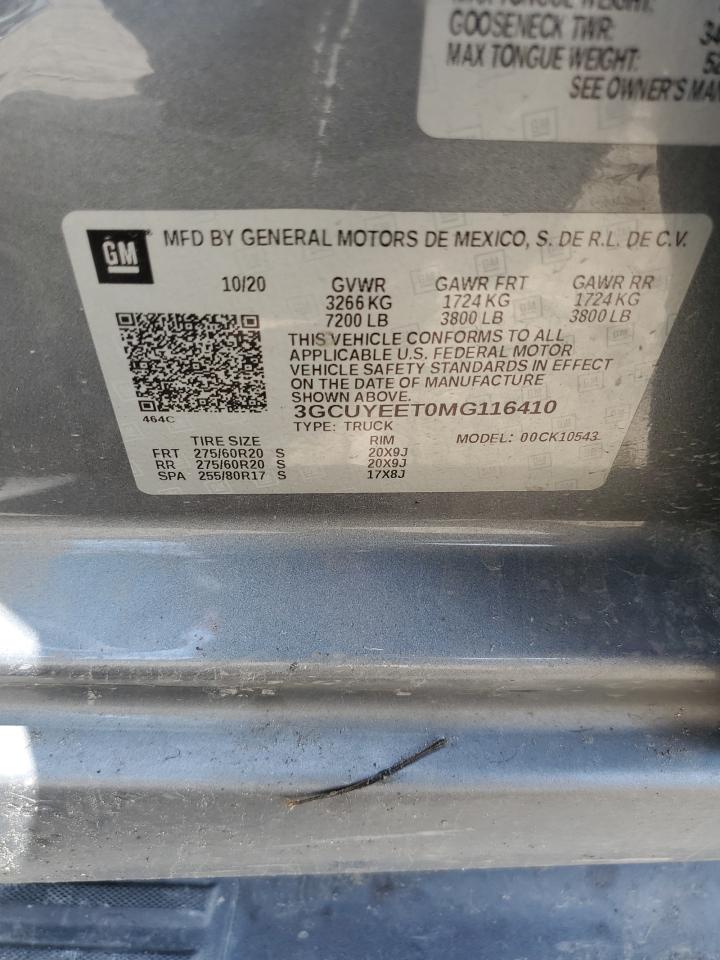 GOOSENECK TWR:
MAX TONGUE WEIGHT:
SEE OWNER'S
GM MFD BY GENERAL MOTORS DE MEXICO, S. DE R.L. DE C.V.
10/20 GVWR GAWR FRT GAWR RR
3266 KG 1724 KG 1724 KG
7200 LB 3800 LB 3800 LB
THIS VEHICLE CONFORMS TO ALL
APPLICABLE U.S. FEDERAL MOTOR
VEHICLE SAFETY STANDARDS IN EFFECT
ON THE DATE OF MANUFACTURE
SHOWN ABOVE.
3GCUYEET0MG116410
464C
TYPE: TRUCK MODEL: 00CK10543
TIRE SIZE RIM
FRT 275/60R20 S 20X9J
RR 275/60R20 S 20X9J
SPA 255/80R17 S 17X8J